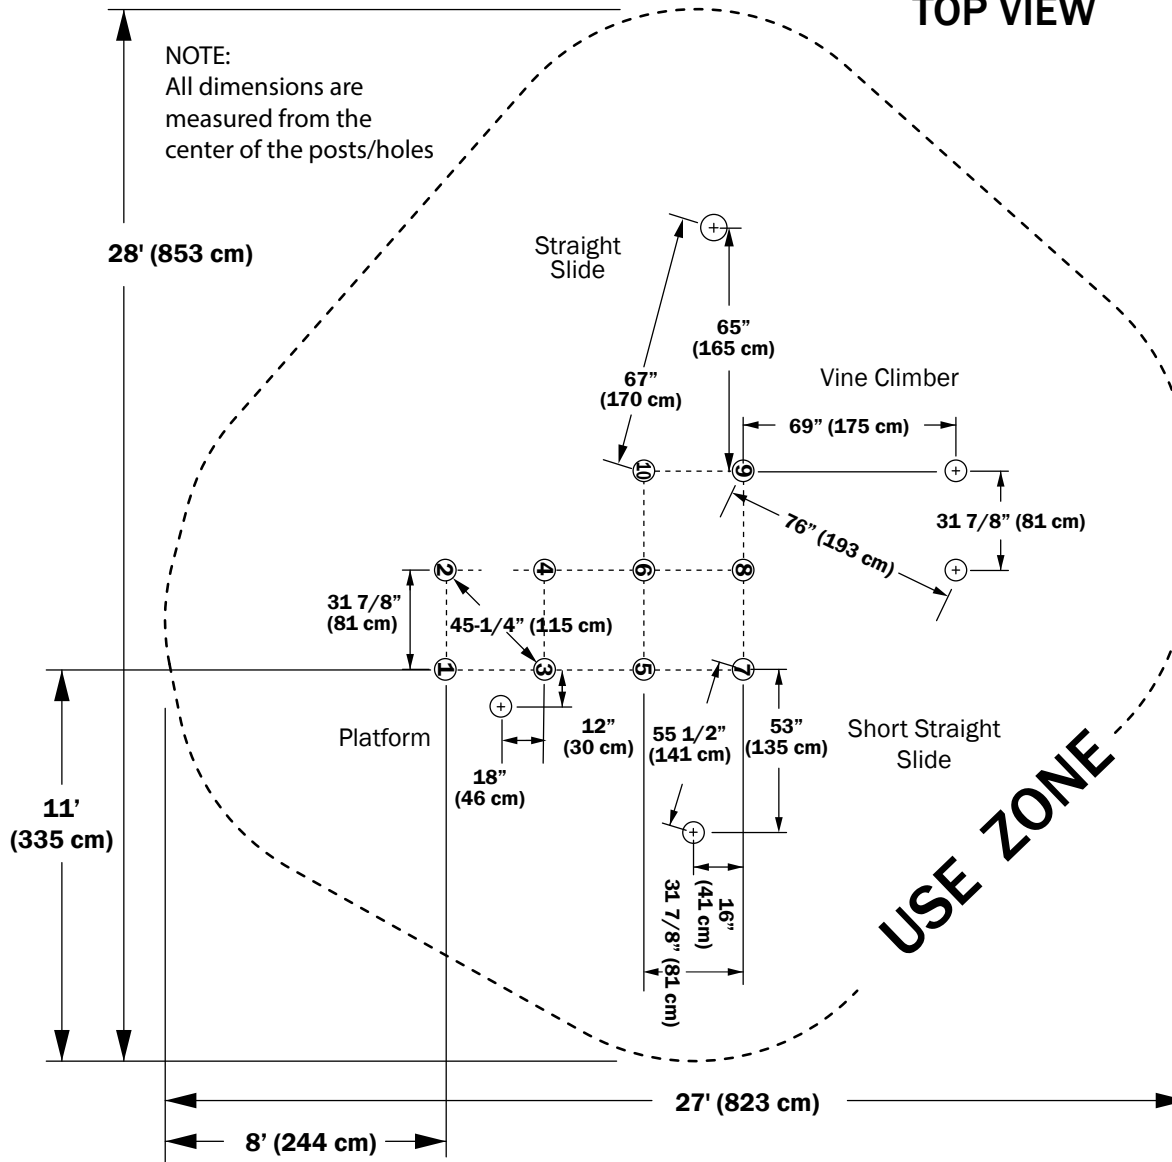 TOP VIEW
NOTE:
All dimensions are
measured from the
center of the posts/holes
28' (853 cm)
Straight
Slide
65”
(165 cm)
67”
(170 cm)
Vine Climber
69” (175 cm)
10
9
31 7/8” (81 cm)
76” (193 cm)
2
4
6
8
31 7/8”
(81 cm)
45-1/4” (115 cm)
1
3
5
7
Platform
12”
(30 cm)
18”
(46 cm)
55 1/2”
(141 cm)
53”
(135 cm)
Short Straight
Slide
11’
(335 cm)
16”
(41 cm)
31 7/8” (81 cm)
USE ZONE
27' (823 cm)
8’ (244 cm)